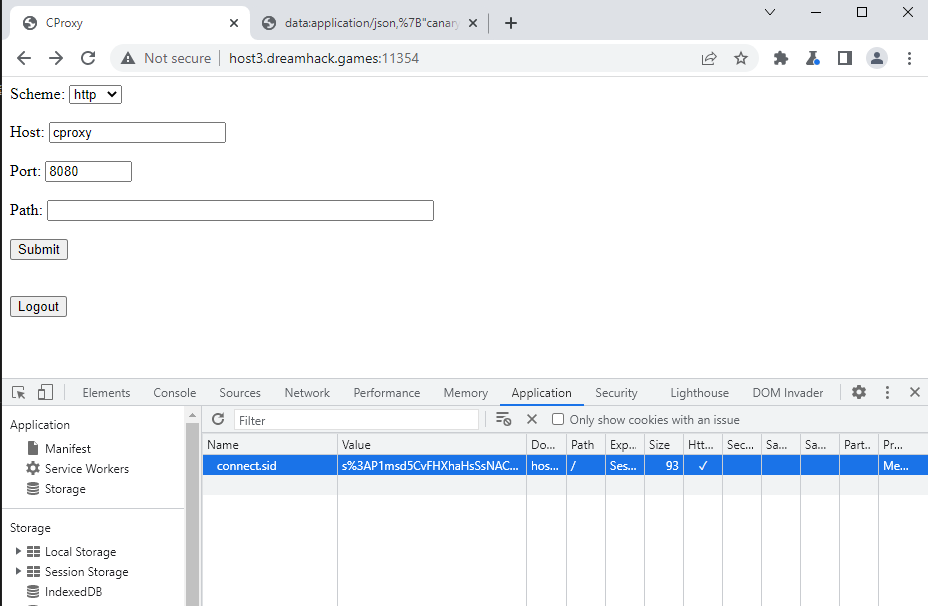 CProxy
data:application/json,%7B"canary
Not secure host3.dreamhack.games:11354
Scheme: http
Host: cproxy
Port: 8080
Path:
Submit
Logout
Elements Console Sources Network Performance Memory Application Security Lighthouse DOM Invader
Application
Manifest
Service Workers
Storage
Storage
Local Storage
Session Storage
IndexedDB
Filter Only show cookies with an issue
Name Value Do... Path Exp... Size Htt... Sec... Sa... Sa... Part... Pr...
connect.sid s%3AP1msd5CvFHXhaHsSsNAC... hos... / Ses... 93 ✓ Me...